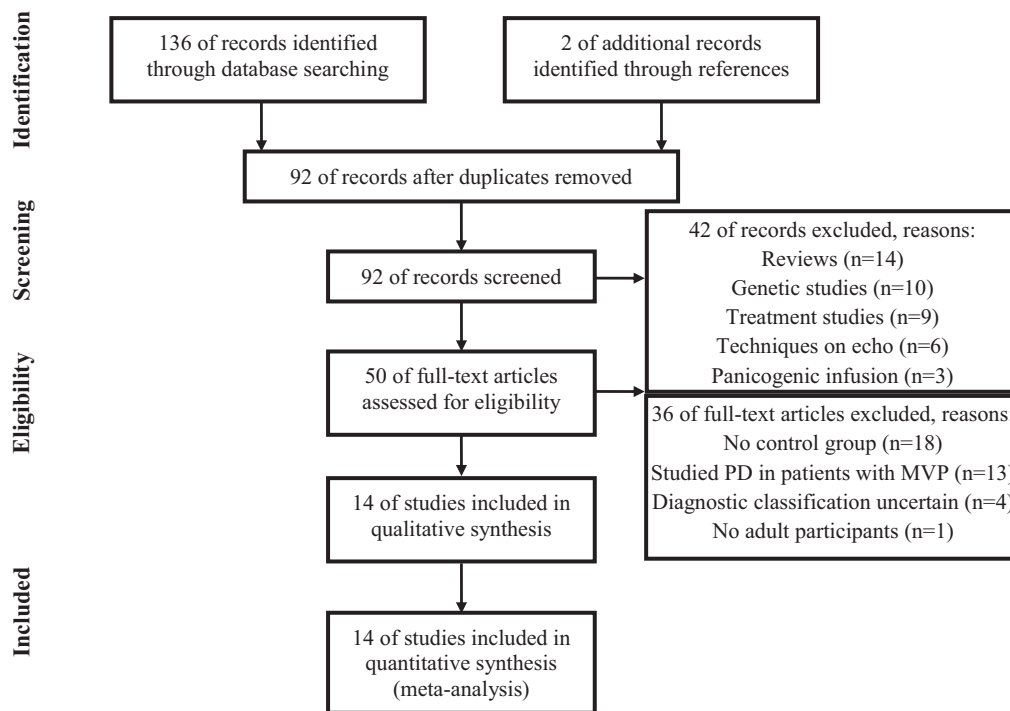 Identification
136 of records identified
through database searching
2 of additional records
identified through references
92 of records after duplicates removed
Screening
92 of records screened
42 of records excluded, reasons:
Reviews (n=14)
Genetic studies (n=10)
Treatment studies (n=9)
Techniques on echo (n=6)
Panicogenic infusion (n=3)
Eligibility
50 of full-text articles
assessed for eligibility
36 of full-text articles excluded, reasons:
No control group (n=18)
Studied PD in patients with MVP (n=13)
Diagnostic classification uncertain (n=4)
No adult participants (n=1)
14 of studies included in
qualitative synthesis
Included
14 of studies included in
quantitative synthesis
(meta-analysis)